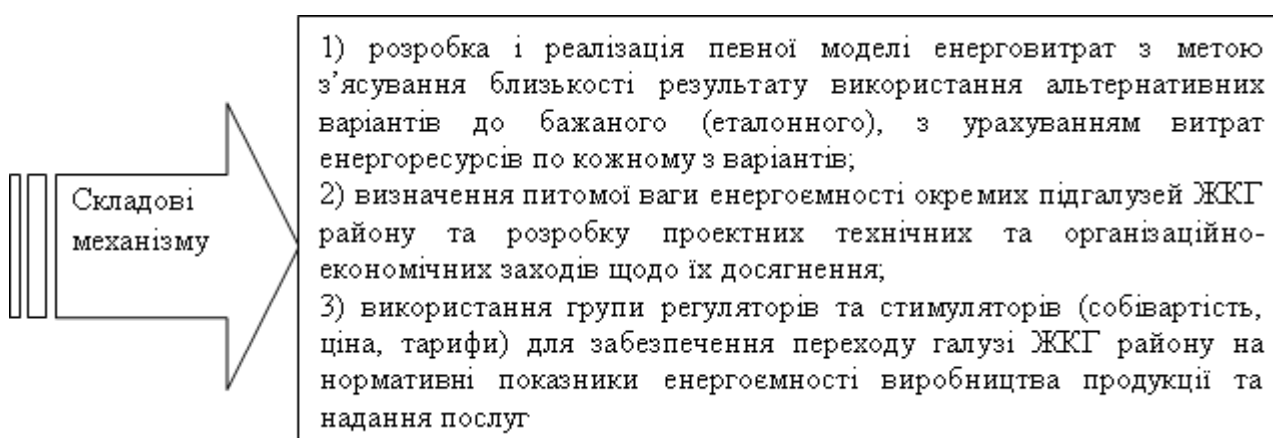 Складові
механізму
1) розробка і реалізація певної моделі енерговитрат з метою
з’ясування близькості результату використання альтернативних
варіантів до бажаного (еталонного), з урахуванням витрат
енергоресурсів по кожному з варіантів;
2) визначення питомої ваги енергоємності окремих підгалузей ЖКГ
району та розробку проектних технічних та організаційно-
економічних заходів щодо їх досягнення;
3) використання групи регуляторів та стимуляторів (собівартість,
ціна, тарифи) для забезпечення переходу галузі ЖКГ району на
нормативні показники енергоємності виробництва продукції та
надання послуг